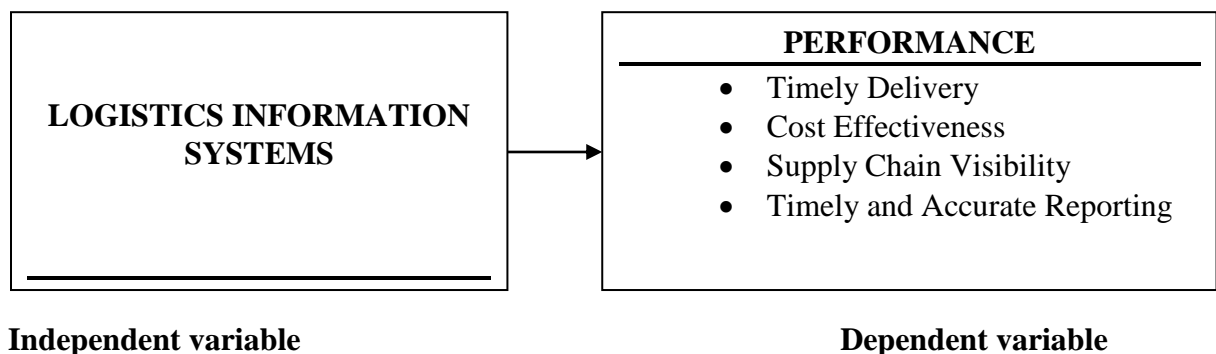 LOGISTICS INFORMATION
SYSTEMS
PERFORMANCE
• Timely Delivery
• Cost Effectiveness
• Supply Chain Visibility
• Timely and Accurate Reporting
Independent variable
Dependent variable